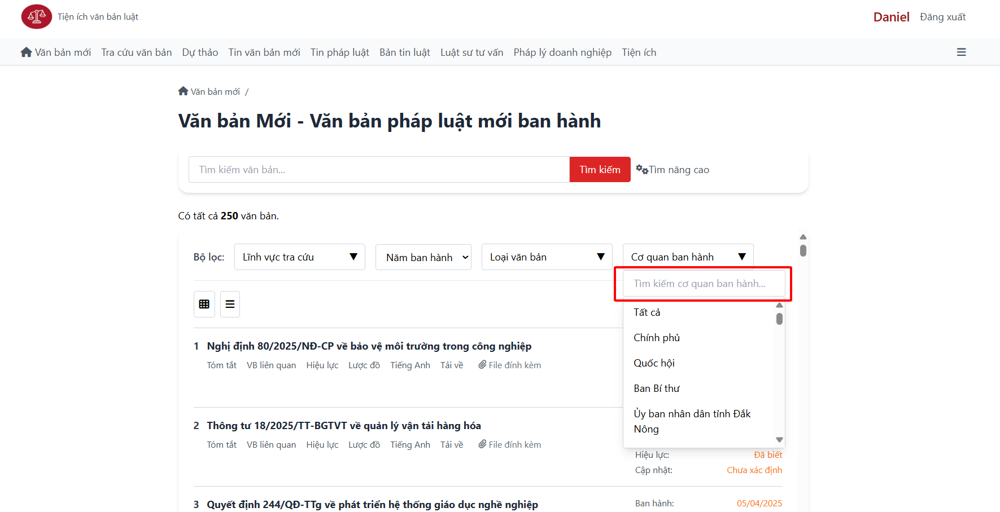 Tiện ích văn bản luật
Daniel Đăng xuất
Văn bản mới Tra cứu văn bản Dự thảo Tin văn bản mới Tin pháp luật Bản tin luật Luật sư tư vấn Pháp lý doanh nghiệp Tiện ích
Văn bản mới /
Văn bản Mới - Văn bản pháp luật mới ban hành
Tìm kiếm văn bản... Tìm kiếm Tìm năng cao
Có tất cả 250 văn bản.
Bộ lọc: Lĩnh vực tra cứu Năm ban hành Loại văn bản Cơ quan ban hành
Tìm kiếm cơ quan ban hành...
Tất cả
Chính phủ
Quốc hội
Ban Bí thư
Ủy ban nhân dân tỉnh Đắk
Nông
1 Nghị định 80/2025/NĐ-CP về bảo vệ môi trường trong công nghiệp
Tóm tắt VB liên quan Hiệu lực Lược đồ Tiếng Anh Tải về File đính kèm
2 Thông tư 18/2025/TT-BGTVT về quản lý vận tải hàng hóa
Tóm tắt VB liên quan Hiệu lực Lược đồ Tiếng Anh Tải về File đính kèm
Hiệu lực: Đã biết
Cập nhật: Chưa xác định
3 Quyết định 244/QĐ-TTg về phát triển hệ thống giáo dục nghề nghiệp
Ban hành: 05/04/2025